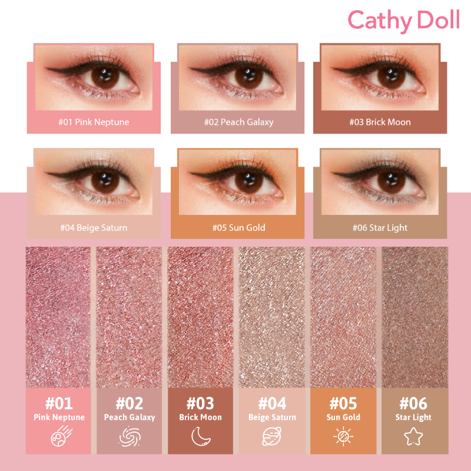 Cathy Doll
#01 Pink Neptune
#02 Peach Galaxy
#03 Brick Moon
#04 Beige Saturn
#05 Sun Gold
#06 Star Light
#01
Pink Neptune
#02
Peach Galaxy
#03
Brick Moon
#04
Beige Saturn
#05
Sun Gold
#06
Star Light